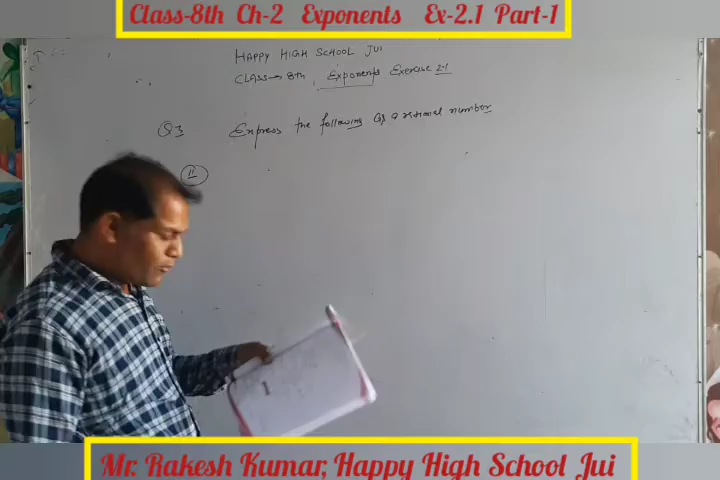 Class-8th Ch-2 Exponents Ex-2.1 Part-1
HAPPY HIGH SCHOOL JUI
CLASS→ 8th, Exponents Exercise 2.1
Q3 Express the following as a rational number
II
Mr. Rakesh Kumar, Happy High School Jui